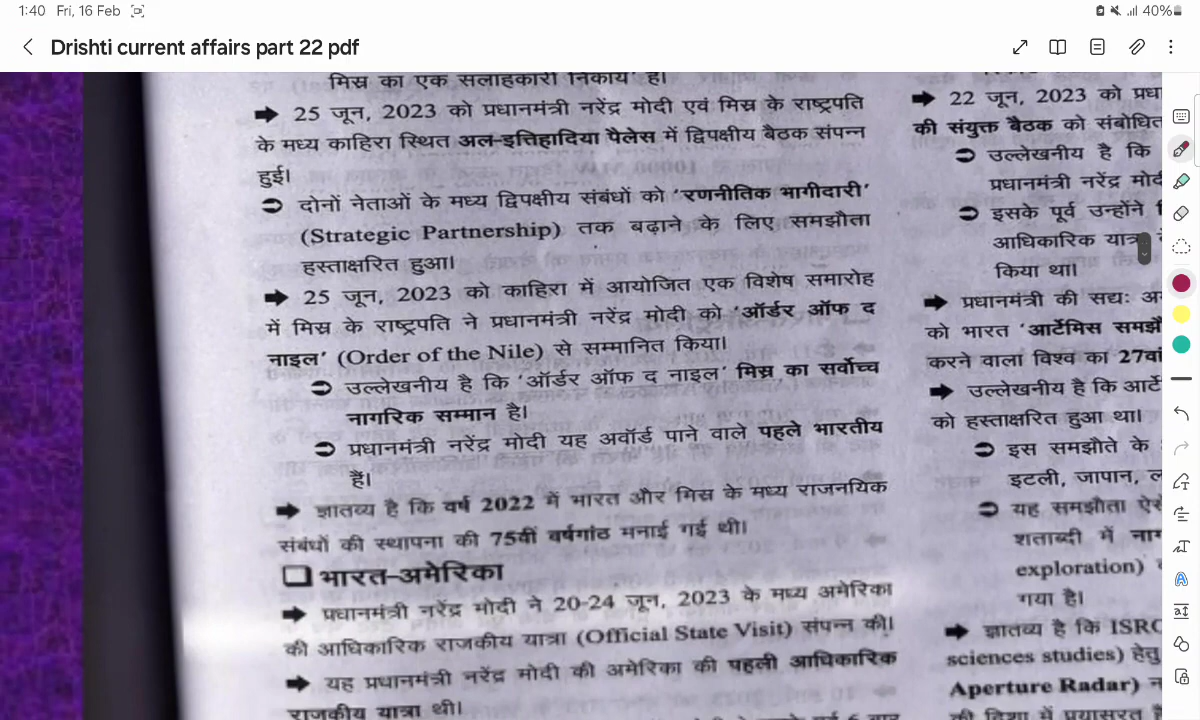 1:40 Fri, 16 Feb
40%
Drishti current affairs part 22 pdf
मिस्र का एक सलाहकारी निकाय है।
➡ 25 जून, 2023 को प्रधानमंत्री नरेंद्र मोदी एवं मिस्र के राष्ट्रपति
के मध्य काहिरा स्थित अल-इत्तिहादिया पैलेस में द्विपक्षीय बैठक संपन्न
हुई।
⊃ दोनों नेताओं के मध्य द्विपक्षीय संबंधों को ‘रणनीतिक भागीदारी’
(Strategic Partnership) तक बढ़ाने के लिए समझौता
हस्ताक्षरित हुआ।
➡ 25 जून, 2023 को काहिरा में आयोजित एक विशेष समारोह
में मिस्र के राष्ट्रपति ने प्रधानमंत्री नरेंद्र मोदी को ‘ऑर्डर ऑफ द
नाइल’ (Order of the Nile) से सम्मानित किया।
⊃ उल्लेखनीय है कि ‘ऑर्डर ऑफ द नाइल’ मिस्र का सर्वोच्च
नागरिक सम्मान है।
⊃ प्रधानमंत्री नरेंद्र मोदी यह अवॉर्ड पाने वाले पहले भारतीय
हैं।
➡ ज्ञातव्य है कि वर्ष 2022 में भारत और मिस्र के मध्य राजनयिक
संबंधों की स्थापना की 75वीं वर्षगांठ मनाई गई थी।
❑ भारत-अमेरिका
➡ प्रधानमंत्री नरेंद्र मोदी ने 20-24 जून, 2023 के मध्य अमेरिका
की आधिकारिक राजकीय यात्रा (Official State Visit) संपन्न की।
➡ यह प्रधानमंत्री नरेंद्र मोदी की अमेरिका की पहली आधिकारिक
राजकीय यात्रा थी।
➡ 22 जून, 2023 को प्रध
की संयुक्त बैठक को संबोधित
⊃ उल्लेखनीय है कि
प्रधानमंत्री नरेंद्र मोद
⊃ इसके पूर्व उन्होंने
आधिकारिक यात्रा
किया था।
➡ प्रधानमंत्री की सद्यः अ
को भारत ‘आर्टेमिस समझौ
करने वाला विश्व का 27वां
➡ उल्लेखनीय है कि आर्टे
को हस्ताक्षरित हुआ था।
⊃ इस समझौते के
इटली, जापान, ल
⊃ यह समझौता ऐसे
शताब्दी में नाग
exploration)
गया है।
➡ ज्ञातव्य है कि ISRO
sciences studies) हेतु
Aperture Radar)
की दिशा में प्रयासरत है